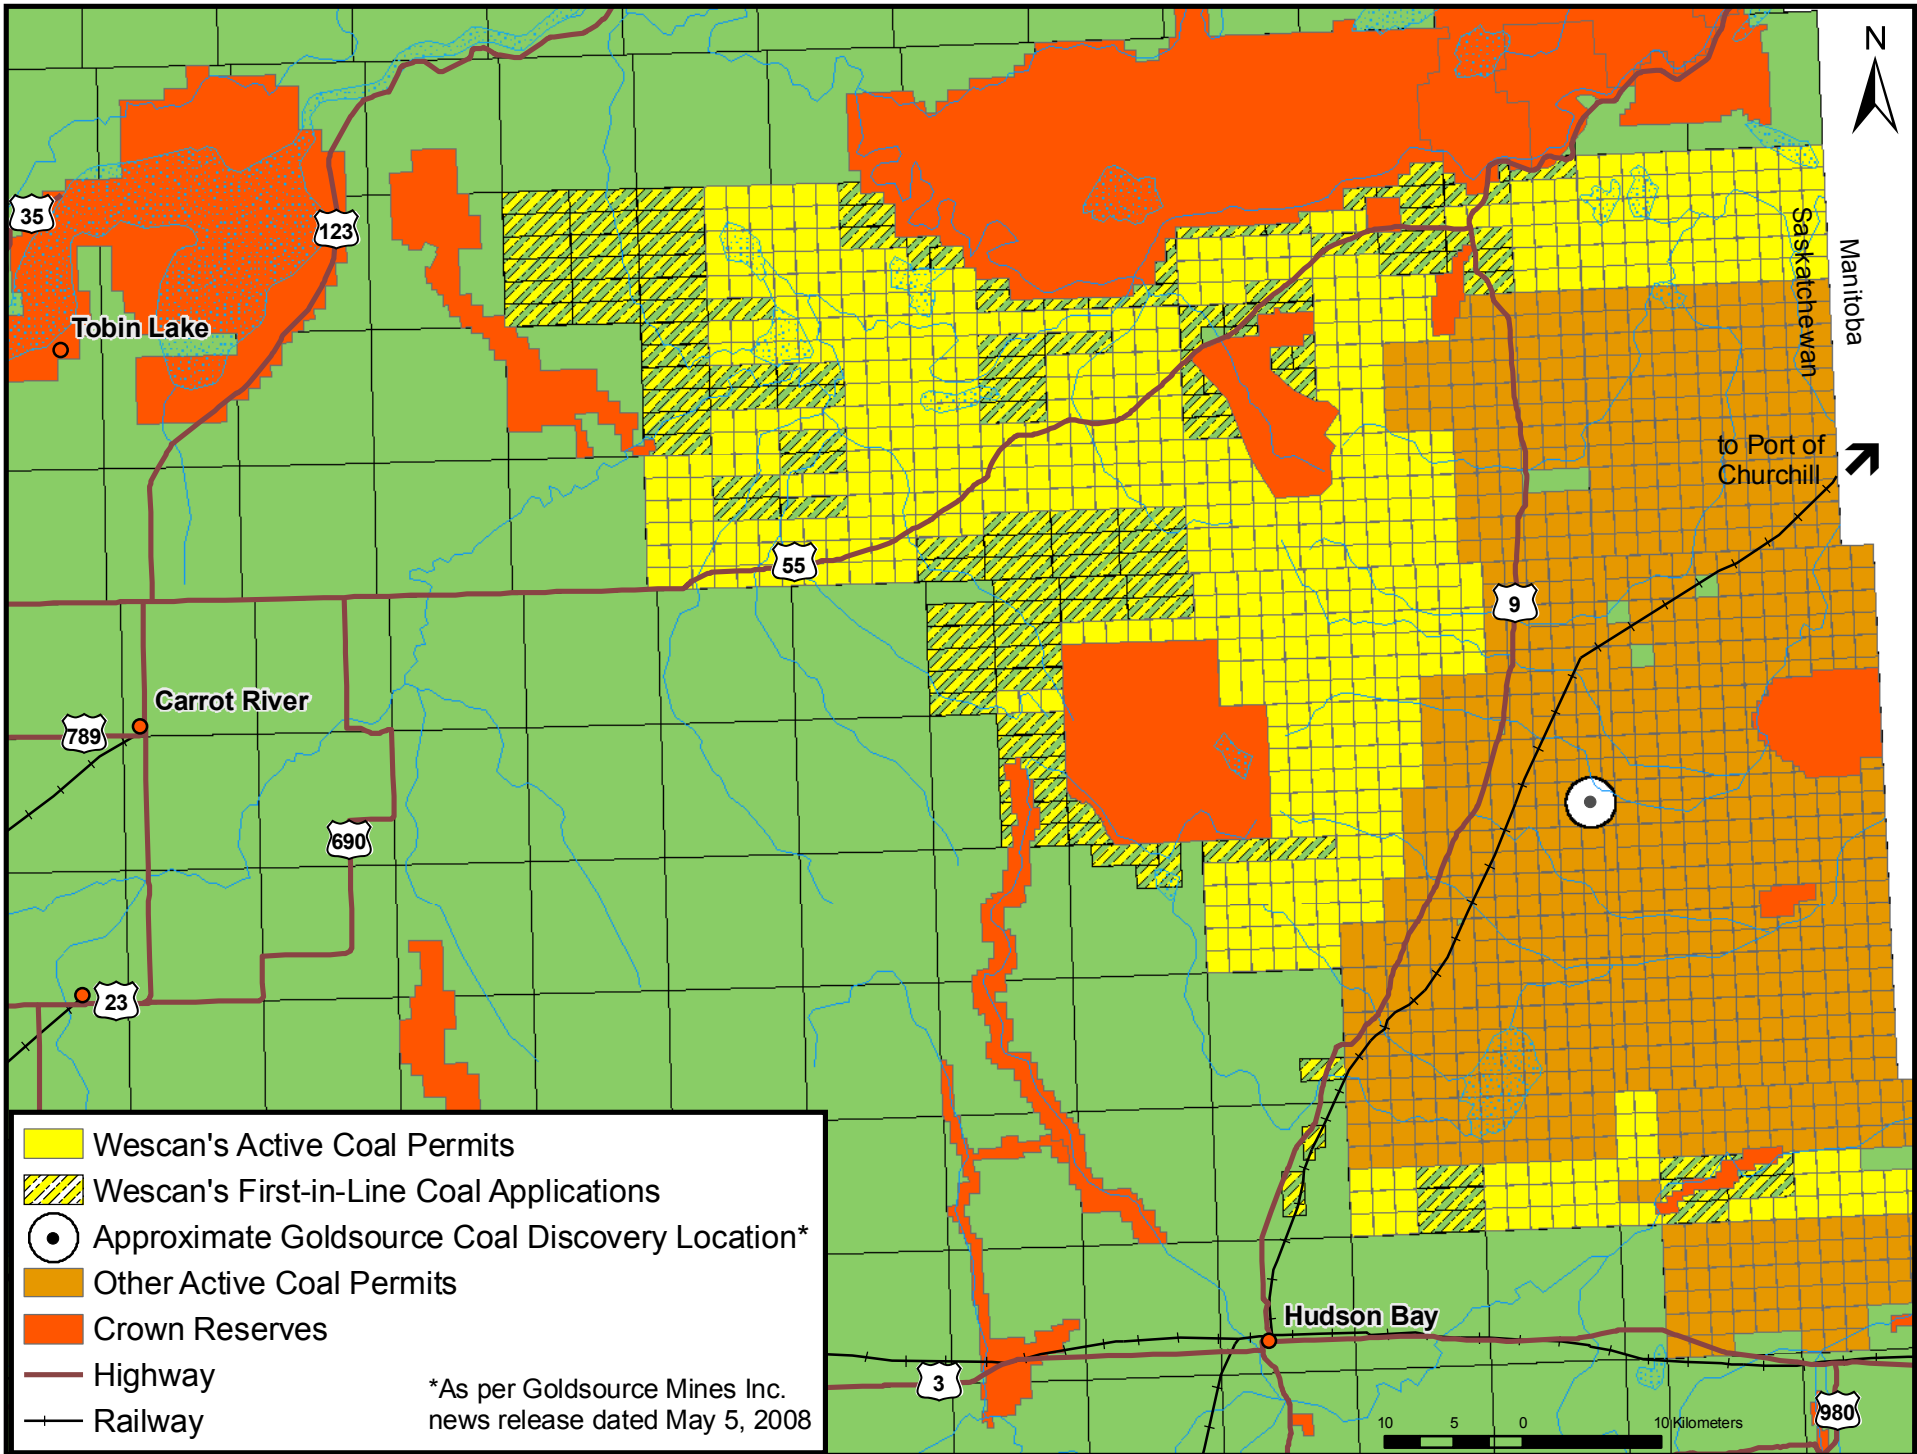 N
35
123
Saskatchewan
Manitoba
Tobin Lake
to Port of
Churchill
55
9
Carrot River
789
690
23
Wescan's Active Coal Permits
Wescan's First-in-Line Coal Applications
Approximate Goldsource Coal Discovery Location*
Other Active Coal Permits
Crown Reserves
Highway
Railway
*As per Goldsource Mines Inc.
news release dated May 5, 2008
Hudson Bay
3
980
10 5 0 10 Kilometers